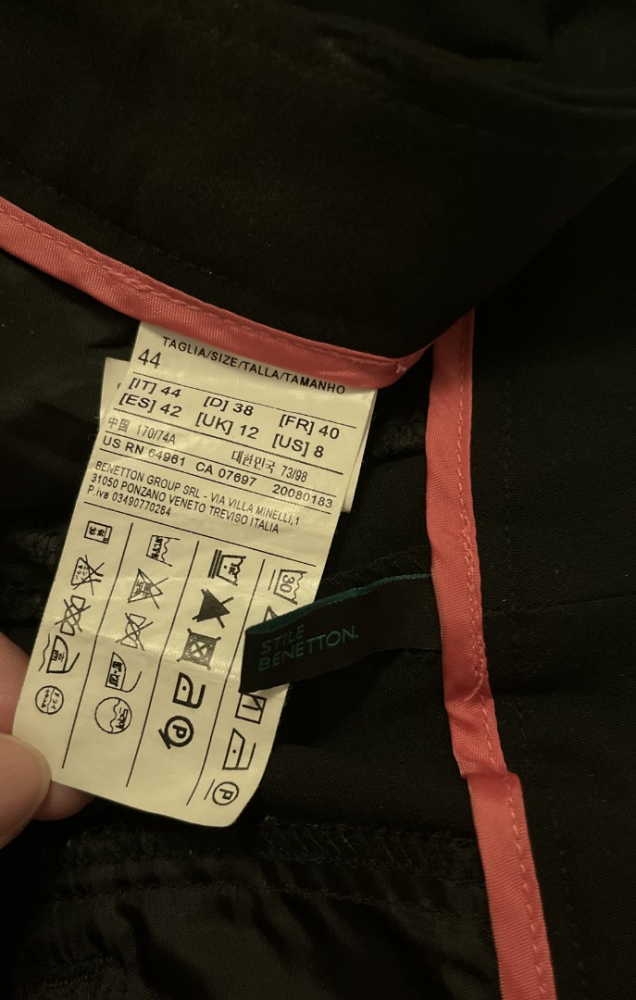 TAGLIA/SIZE/TALLA/TAMANHO
44
[IT] 44 [D] 38 [FR] 40
[ES] 42 [UK] 12 [US] 8
中国 170/74A 대한민국 73/98
US RN 64961 CA 07697 20080183
BENETTON GROUP SRL - VIA VILLA MINELLI,1
31050 PONZANO VENETO TREVISO ITALIA
P.iva 03490770264
30
P
P
STILE
BENETTON.